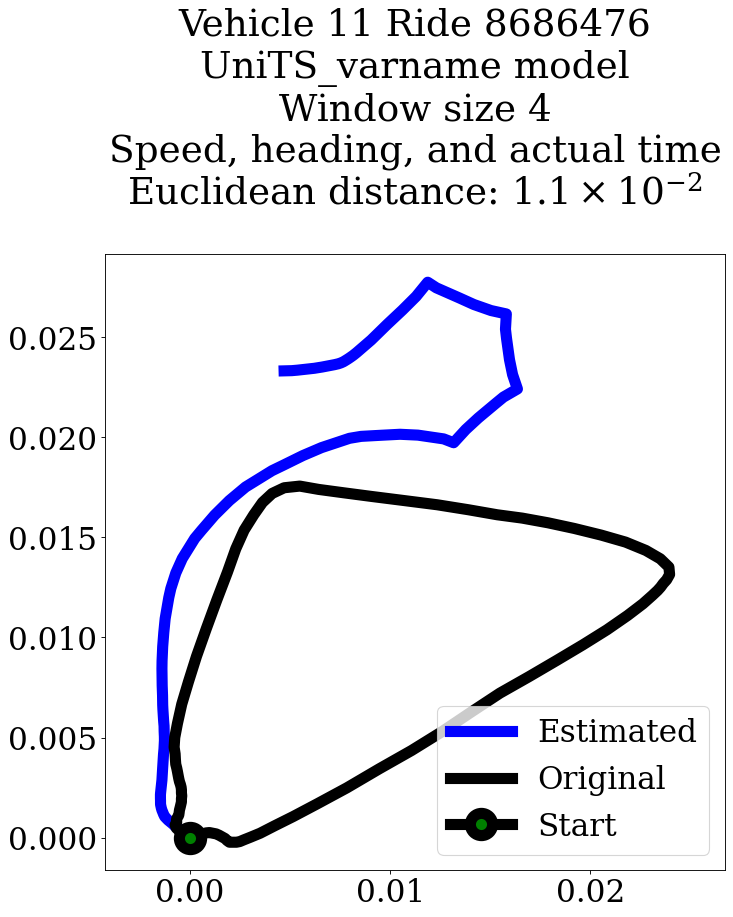 Vehicle 11 Ride 8686476
UniTS_varname model
Window size 4
Speed, heading, and actual time
Euclidean distance: 1.1 × 10⁻²
0.025
0.020
0.015
0.010
0.005
0.000
Estimated
Original
Start
0.00 0.01 0.02